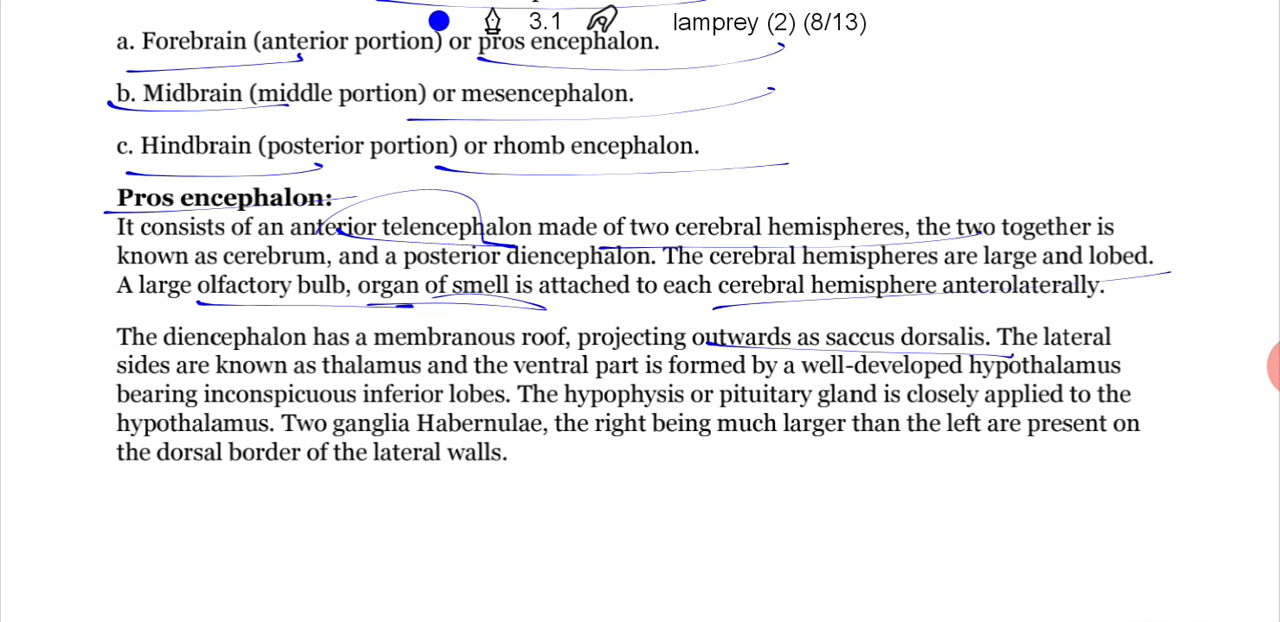 3.1 lamprey (2) (8/13)
a. Forebrain (anterior portion) or pros encephalon.
b. Midbrain (middle portion) or mesencephalon.
c. Hindbrain (posterior portion) or rhomb encephalon.
Pros encephalon:
It consists of an anterior telencephalon made of two cerebral hemispheres, the two together is
known as cerebrum, and a posterior diencephalon. The cerebral hemispheres are large and lobed.
A large olfactory bulb, organ of smell is attached to each cerebral hemisphere anterolaterally.
The diencephalon has a membranous roof, projecting outwards as saccus dorsalis. The lateral
sides are known as thalamus and the ventral part is formed by a well-developed hypothalamus
bearing inconspicuous inferior lobes. The hypophysis or pituitary gland is closely applied to the
hypothalamus. Two ganglia Habernulae, the right being much larger than the left are present on
the dorsal border of the lateral walls.